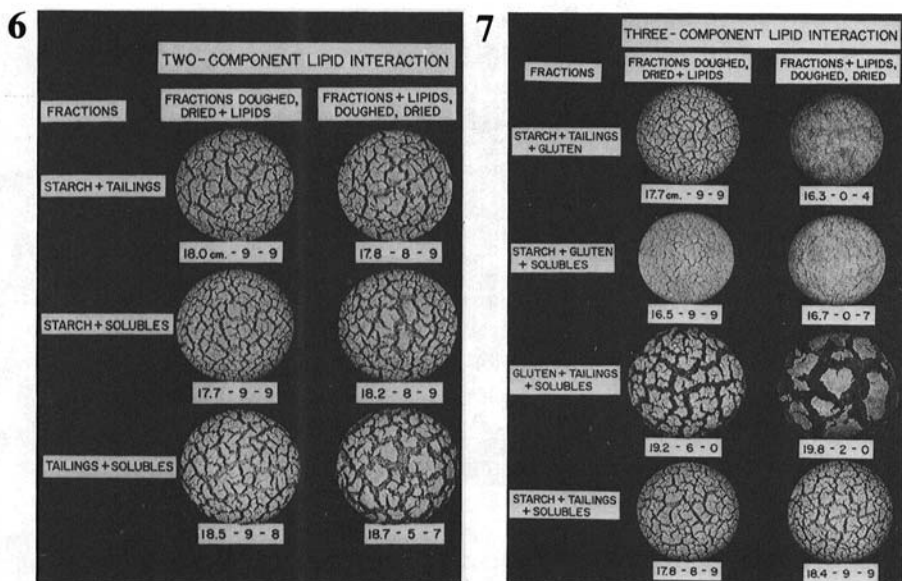 6
TWO-COMPONENT LIPID INTERACTION
FRACTIONS
FRACTIONS DOUGHED,
DRIED + LIPIDS
FRACTIONS + LIPIDS,
DOUGHED, DRIED
STARCH + TAILINGS
18.0 cm. - 9 - 9
17.8 - 8 - 9
STARCH + SOLUBLES
17.7 - 9 - 9
18.2 - 8 - 9
TAILINGS + SOLUBLES
18.5 - 9 - 8
18.7 - 5 - 7
7
THREE-COMPONENT LIPID INTERACTION
FRACTIONS
FRACTIONS DOUGHED,
DRIED + LIPIDS
FRACTIONS + LIPIDS,
DOUGHED, DRIED
STARCH + TAILINGS
+ GLUTEN
17.7 cm. - 9 - 9
16.3 - 0 - 4
STARCH + GLUTEN
+ SOLUBLES
16.5 - 9 - 9
16.7 - 0 - 7
GLUTEN + TAILINGS
+ SOLUBLES
19.2 - 6 - 0
19.8 - 2 - 0
STARCH + TAILINGS
+ SOLUBLES
17.8 - 8 - 9
18.4 - 9 - 9